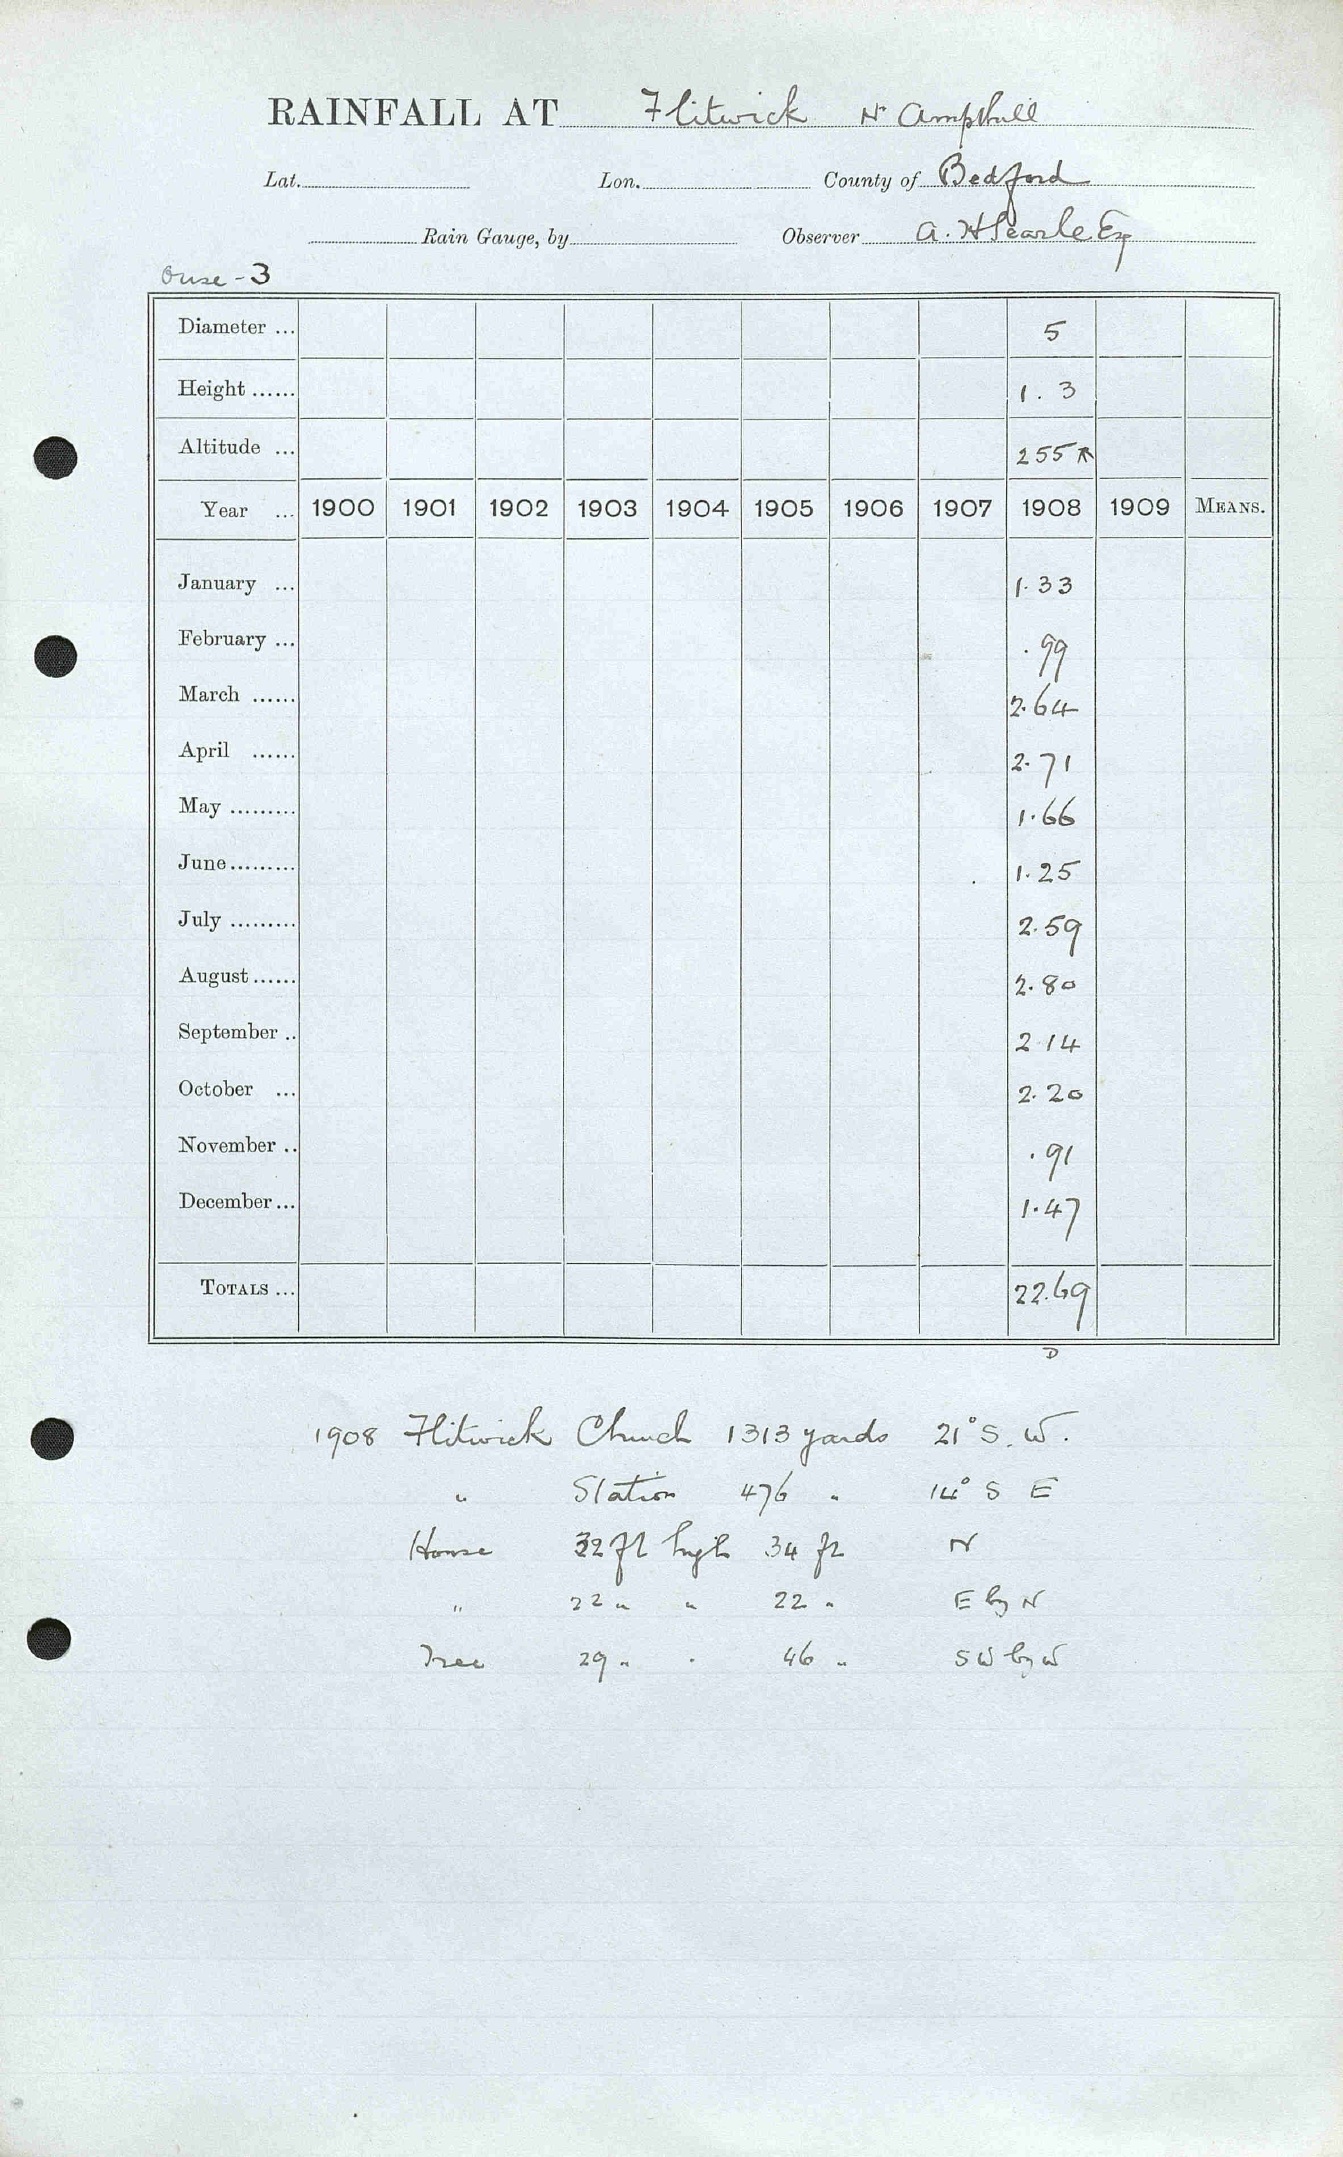 RAINFALL AT Flitwick Nr Ampthill
Lat. Lon. County of Bedford
Rain Gauge, by Observer A. H Searle Esq
Ouse - 3
Diameter ... 5
Height ...... 1. 3
Altitude ... 255
Year ... 1900 1901 1902 1903 1904 1905 1906 1907 1908 1909 MEANS.
January ... 1.33
February ... .99
March ...... 2.64
April ...... 2.71
May ......... 1.66
June ......... 1.25
July ......... 2.59
August ...... 2.80
September .. 2.14
October ... 2.20
November .. .91
December ... 1.47
TOTALS ... 22.69
D
1908 Flitwick Church 1313 yards 21° S. W.
" Station 476 " 14° S E
House 32 ft high 34 ft N
" 22 " " 22 " E by N
Tree 29 " " 46 " SW by W